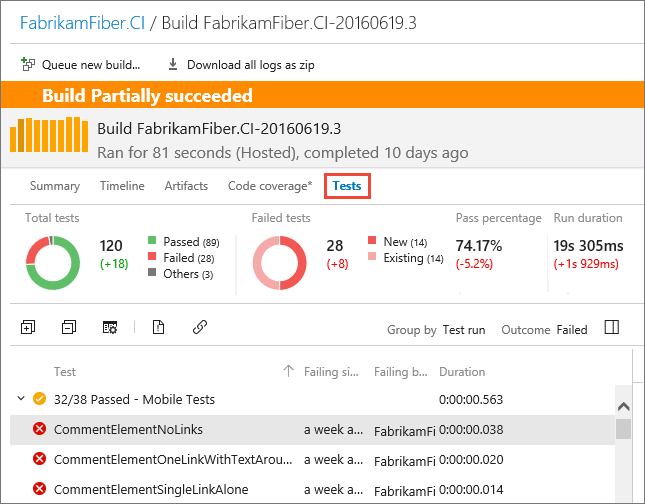 FabrikamFiber.CI / Build FabrikamFiber.CI-20160619.3
Queue new build... Download all logs as zip
Build Partially succeeded
Build FabrikamFiber.CI-20160619.3
Ran for 81 seconds (Hosted), completed 10 days ago
Summary Timeline Artifacts Code coverage* Tests
Total tests Failed tests Pass percentage Run duration
120 (+18) Passed (89) Failed (28) Others (3)
28 (+8) New (14) Existing (14)
74.17% (-5.2%)
19s 305ms (+1s 929ms)
Group by Test run Outcome Failed
Test Failing si... Failing b... Duration
32/38 Passed - Mobile Tests 0:00:00.563
CommentElementNoLinks a week a... FabrikamFi 0:00:00.038
CommentElementOneLinkWithTextArou... a week a... FabrikamFi 0:00:00.020
CommentElementSingleLinkAlone a week a... FabrikamFi 0:00:00.014